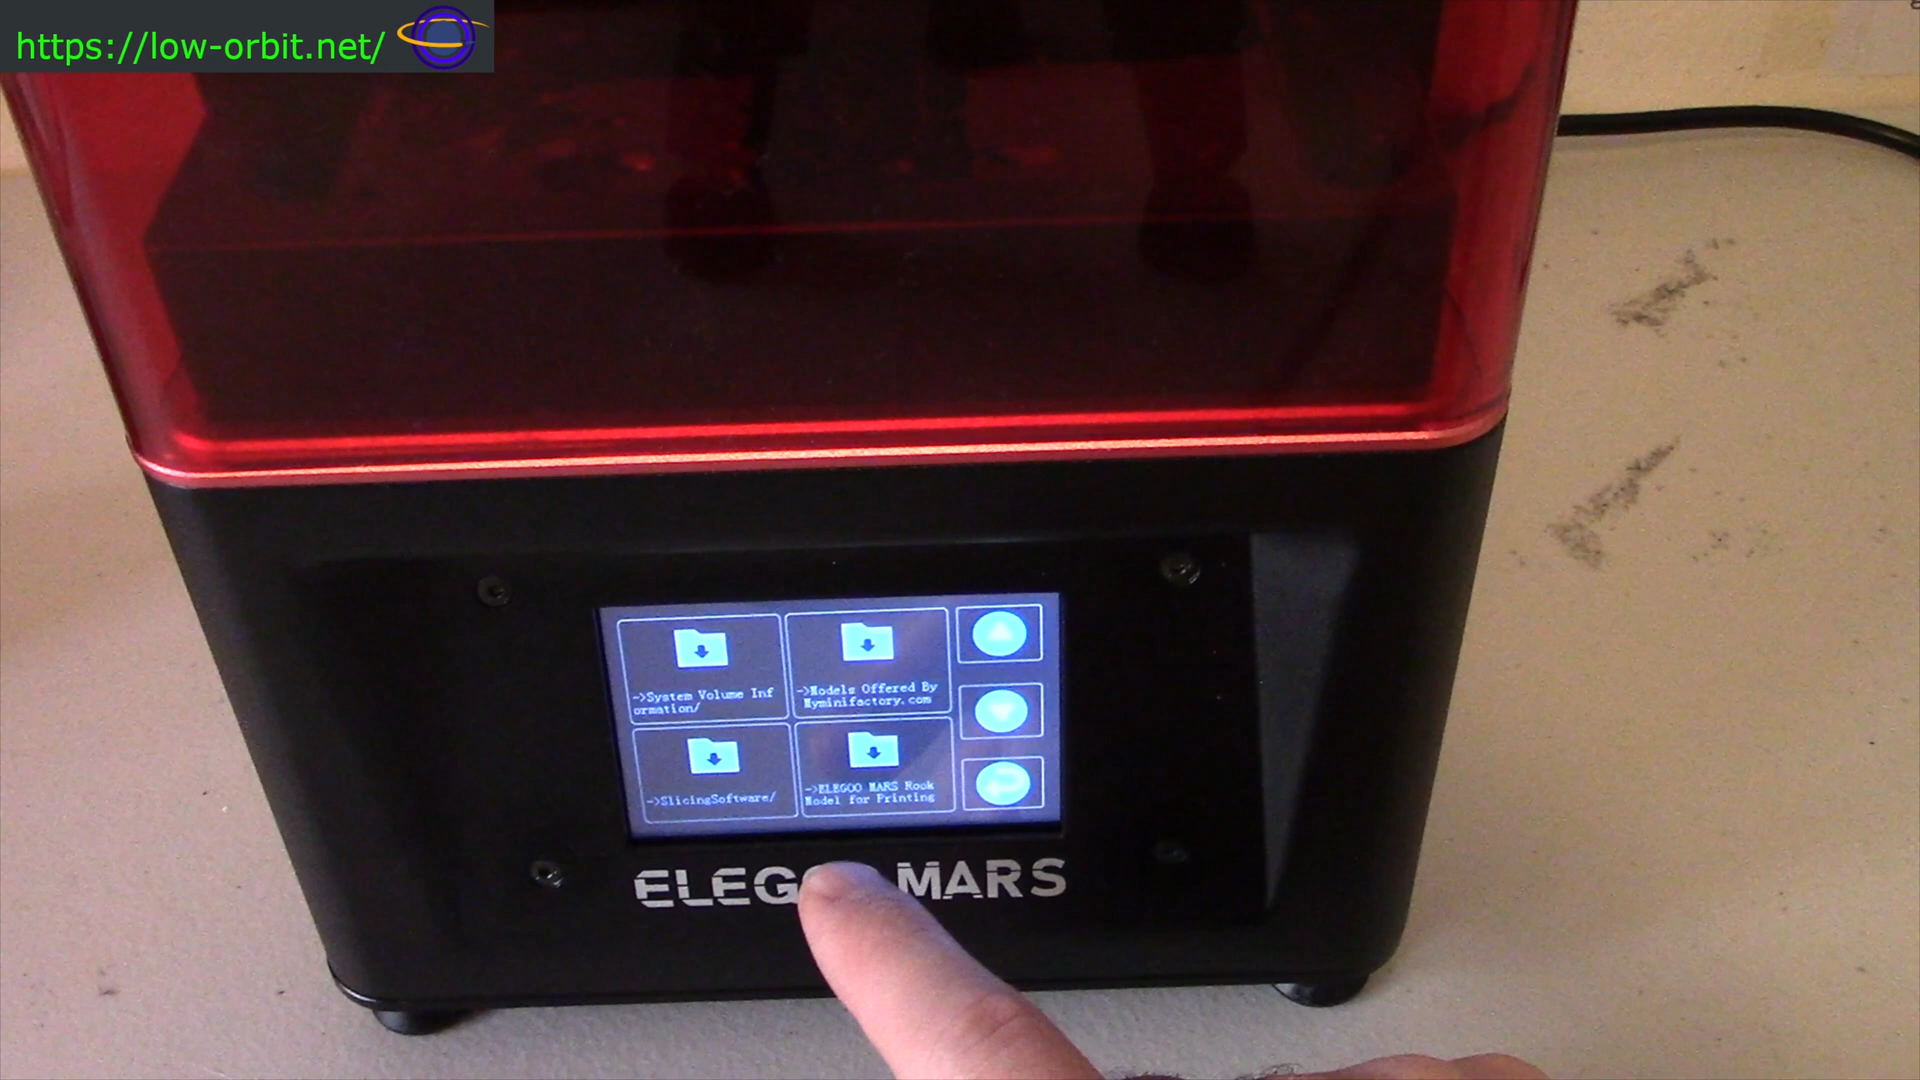 https://low-orbit.net/
->System Volume Inf
ormation/
->Models Offered By
Myminifactory.com
->SlicingSoftware/
->ELEGOO MARS Rook
Model for Printing
ELEGOO MARS